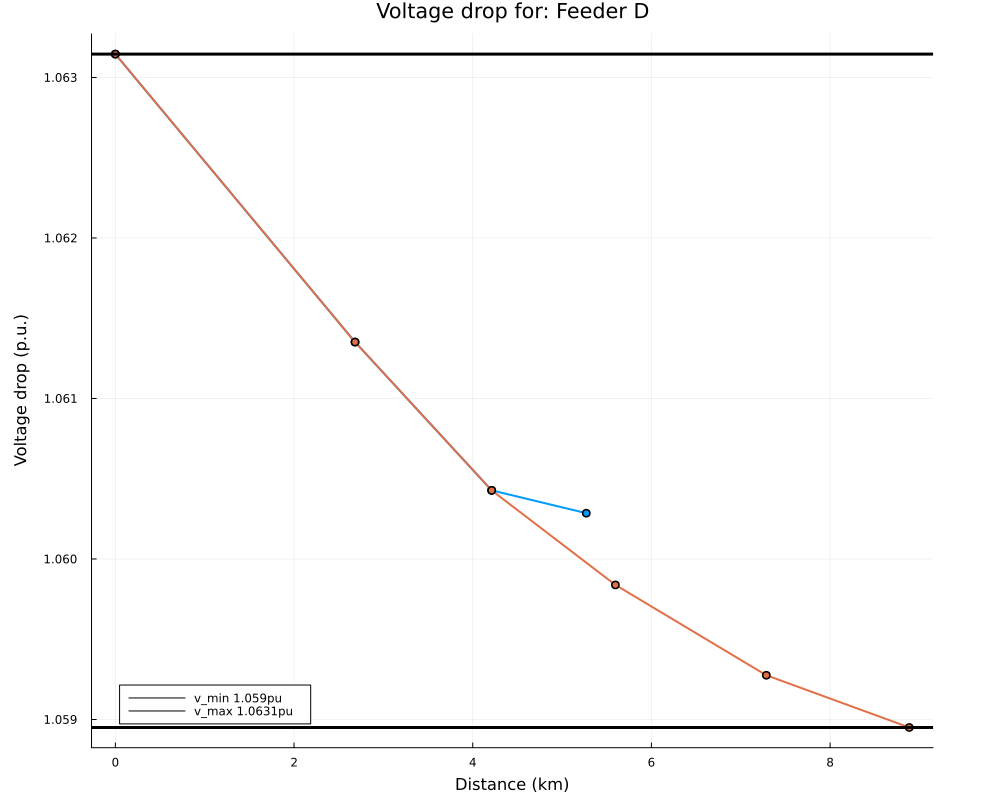 Voltage drop for: Feeder D
Voltage drop (p.u.)
1.063
1.062
1.061
1.060
1.059
v_min 1.059pu
v_max 1.0631pu
0 2 4 6 8
Distance (km)